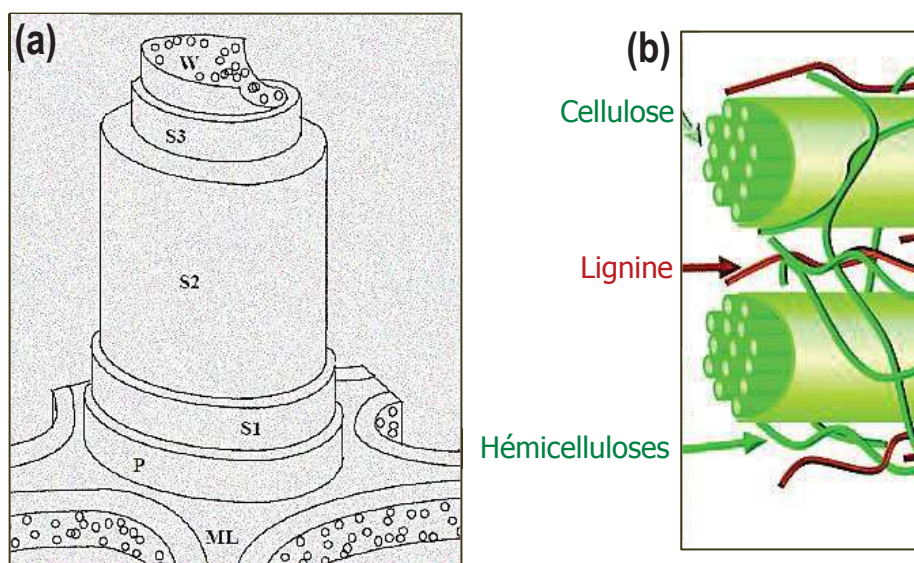 (a)
W
S3
S2
S1
P
ML
(b)
Cellulose
Lignine
Hémicelluloses